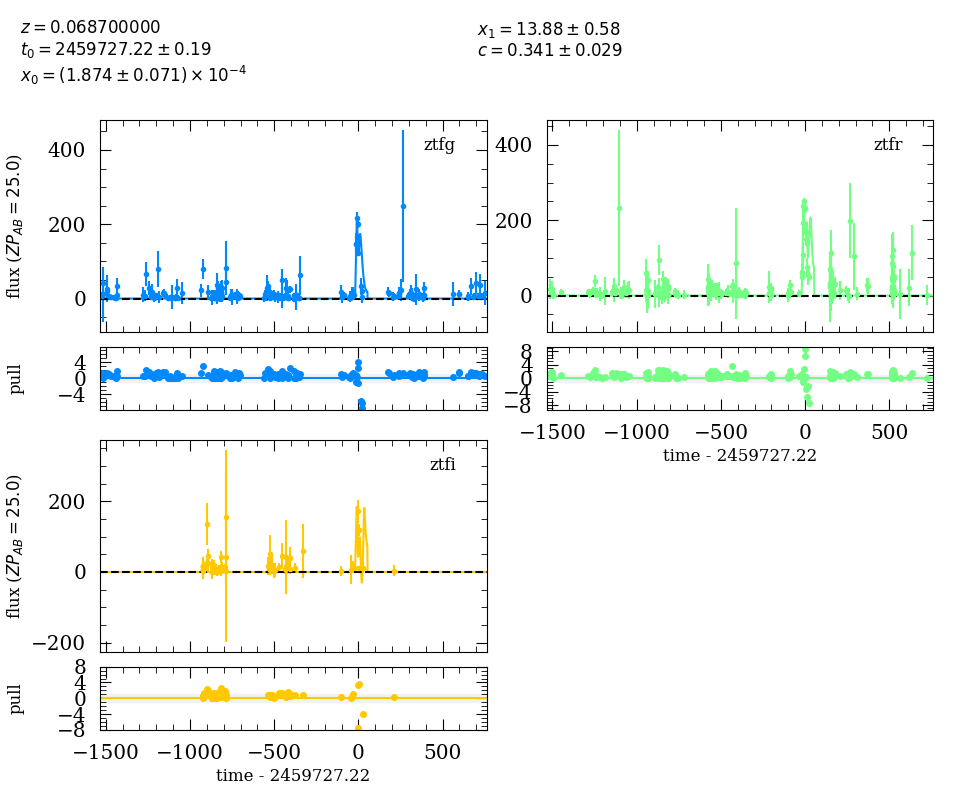 z = 0.068700000
t₀ = 2459727.22 ± 0.19
x₀ = (1.874 ± 0.071) × 10⁻⁴
x₁ = 13.88 ± 0.58
c = 0.341 ± 0.029
ztfg
flux (ZP_AB = 25.0)
400
200
0
pull
4
0
−4
ztfr
400
200
0
8
4
0
−4
−8
−1500 −1000 −500 0 500
time - 2459727.22
ztfi
flux (ZP_AB = 25.0)
200
0
−200
pull
8
4
0
−4
−8
−1500 −1000 −500 0 500
time - 2459727.22